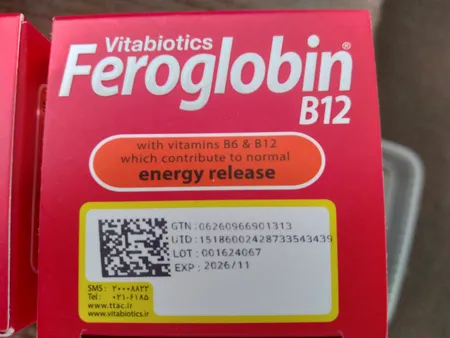 Vitabiotics
Feroglobin®
B12
with vitamins B6 & B12
which contribute to normal
energy release
GTN : 06260966901313
UID : 15186002428733543439
LOT : 001624067
EXP : 2026/11
SMS : ۲۰۰۰۸۸۲۲
Tel : ۰۲۱-۶۱۸۵
www.ttac.ir
www.vitabiotics.ir